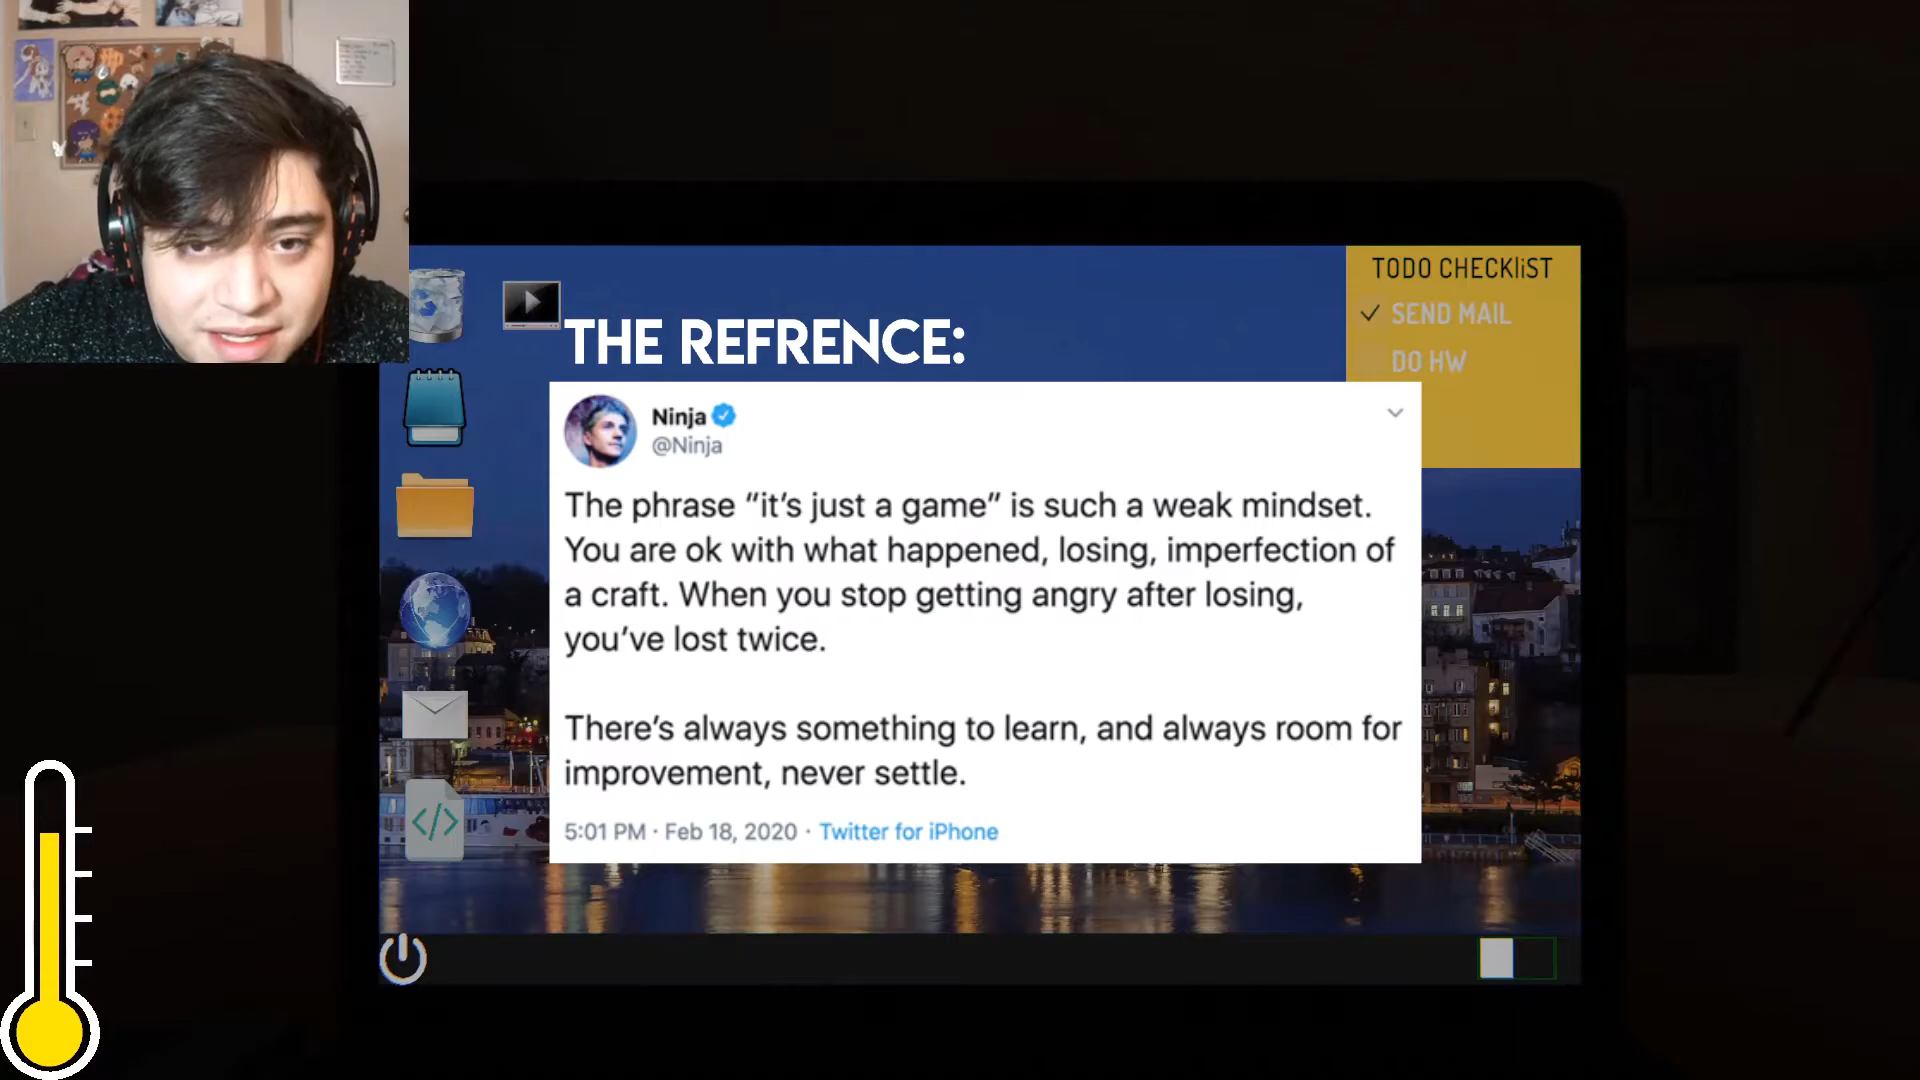 TODO CHECKLiST
✓ SEND MAIL
DO HW
THE REFRENCE:
Ninja
@Ninja
The phrase “it’s just a game” is such a weak mindset.
You are ok with what happened, losing, imperfection of
a craft. When you stop getting angry after losing,
you’ve lost twice.
There’s always something to learn, and always room for
improvement, never settle.
5:01 PM · Feb 18, 2020 · Twitter for iPhone